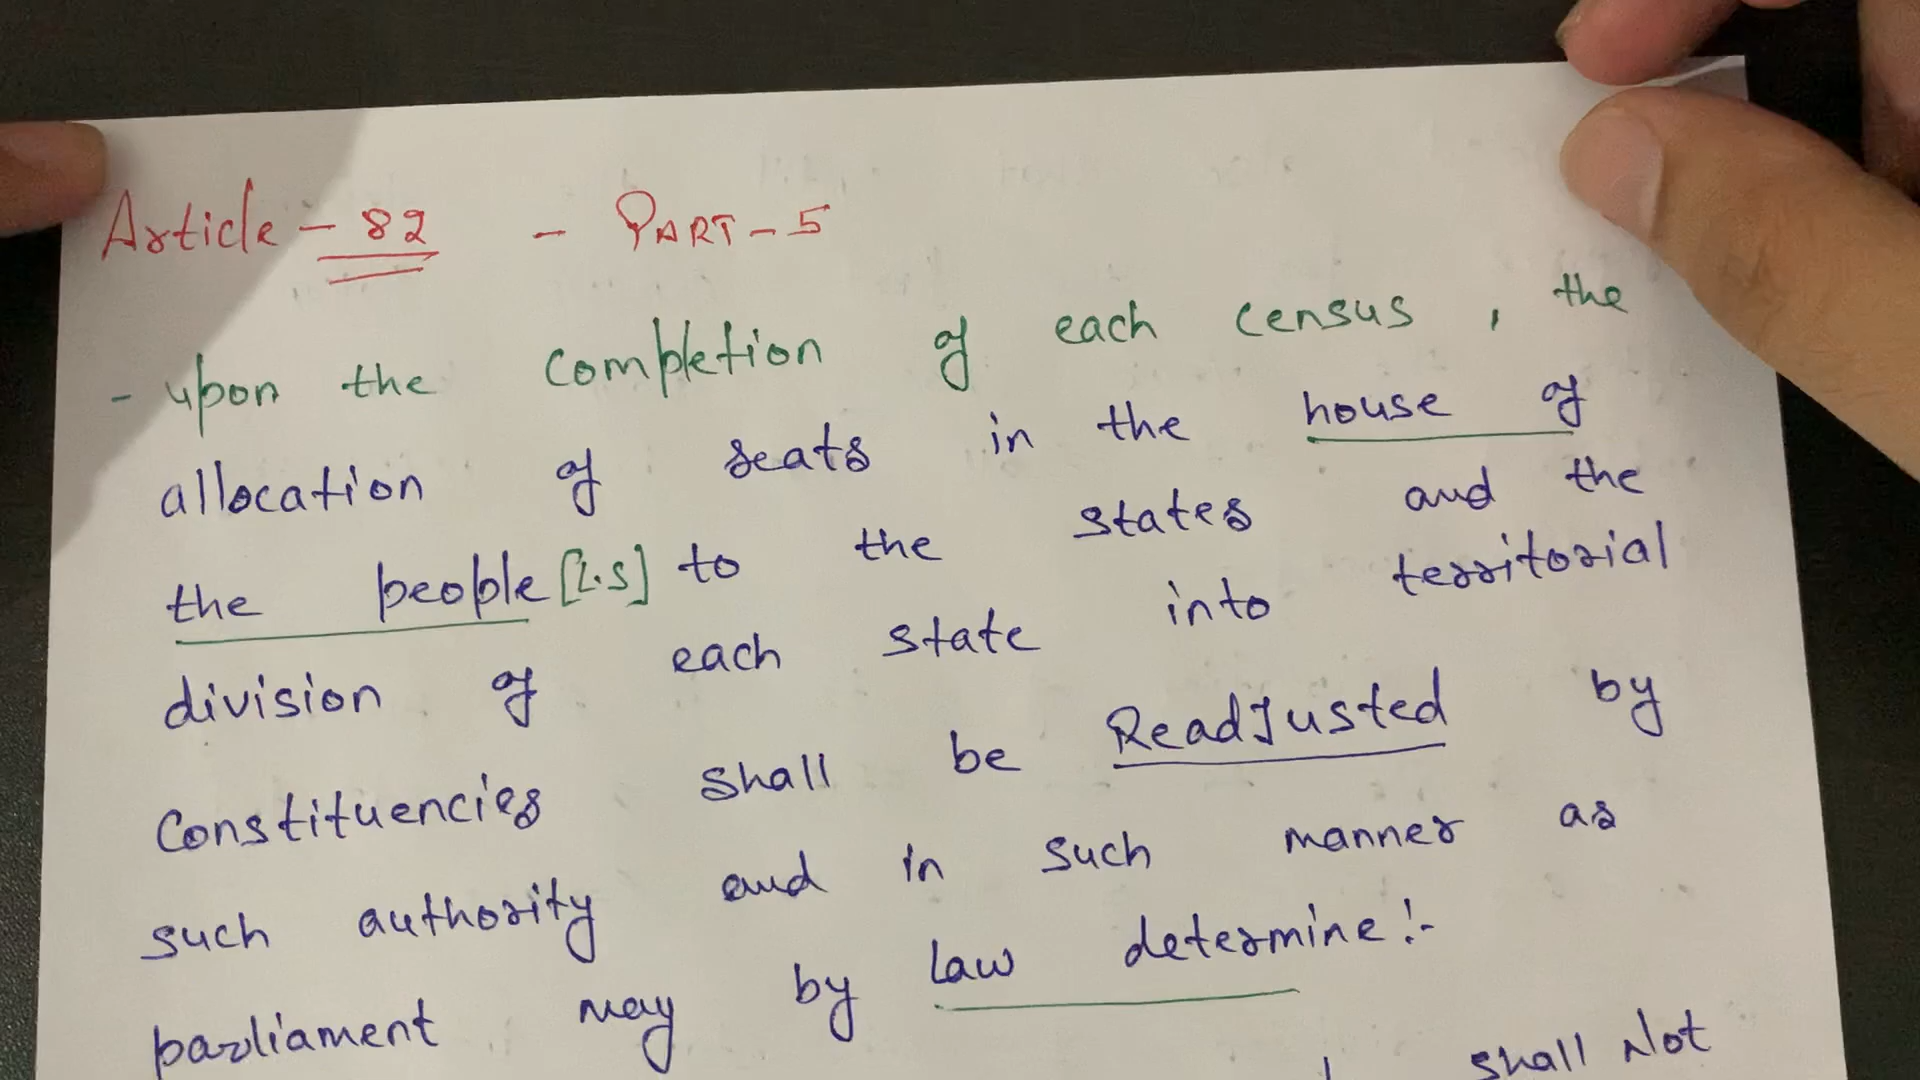 Article - 82 - PART - 5
- upon the completion of each census, the
allocation of seats in the house of
the people [L.S] to the states and the
division of each state into territorial
Constituencies shall be ReadJusted by
such authority and in such manner as
parliament may by law determine:-
shall Not